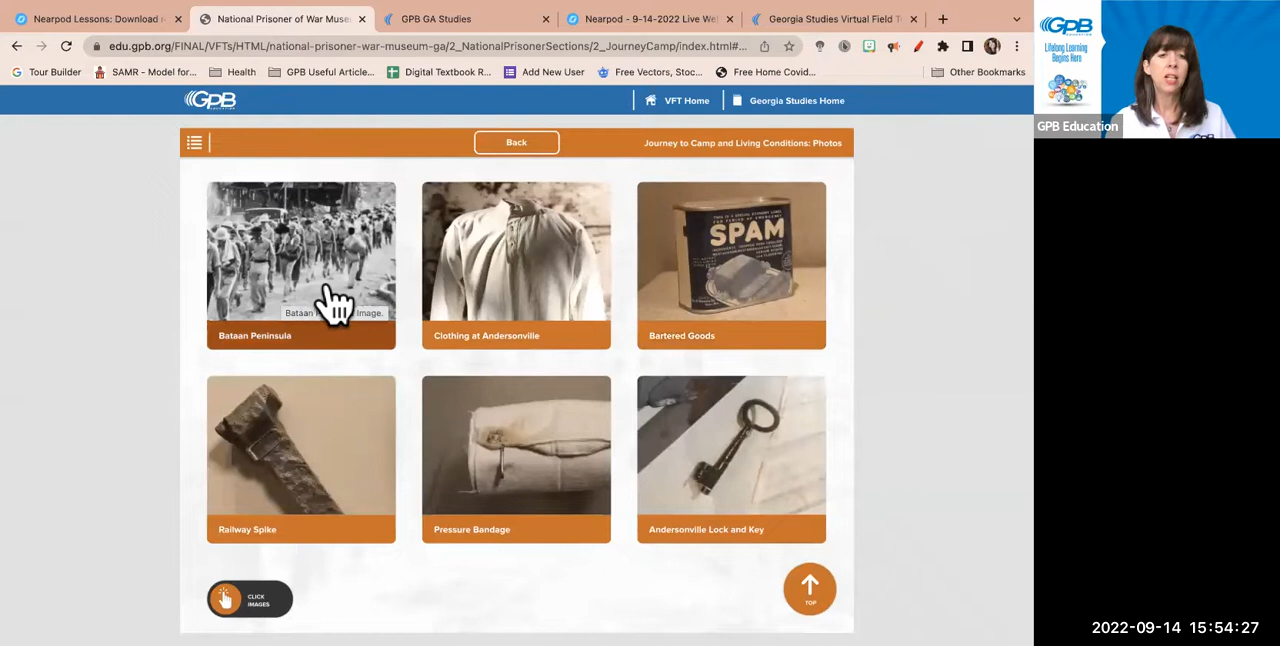 Nearpod Lessons: Download r
National Prisoner of War Muse
GPB GA Studies
Nearpod - 9-14-2022 Live We
Georgia Studies Virtual Field T
edu.gpb.org/FINAL/VFTs/HTML/national-prisoner-war-museum-ga/2_NationalPrisonerSections/2_JourneyCamp/index.html#...
Tour Builder
SAMR - Model for...
Health
GPB Useful Article...
Digital Textbook R...
Add New User
Free Vectors, Stoc...
Free Home Covid...
Other Bookmarks
GPB
VFT Home
Georgia Studies Home
Back
Journey to Camp and Living Conditions: Photos
SPAM
Bataan
Image.
Bataan Peninsula
Clothing at Andersonville
Bartered Goods
Railway Spike
Pressure Bandage
Andersonville Lock and Key
CLICK
IMAGES
TOP
GPB
EDUCATION
Lifelong Learning
Begins Here
GPB Education
2022-09-14 15:54:27